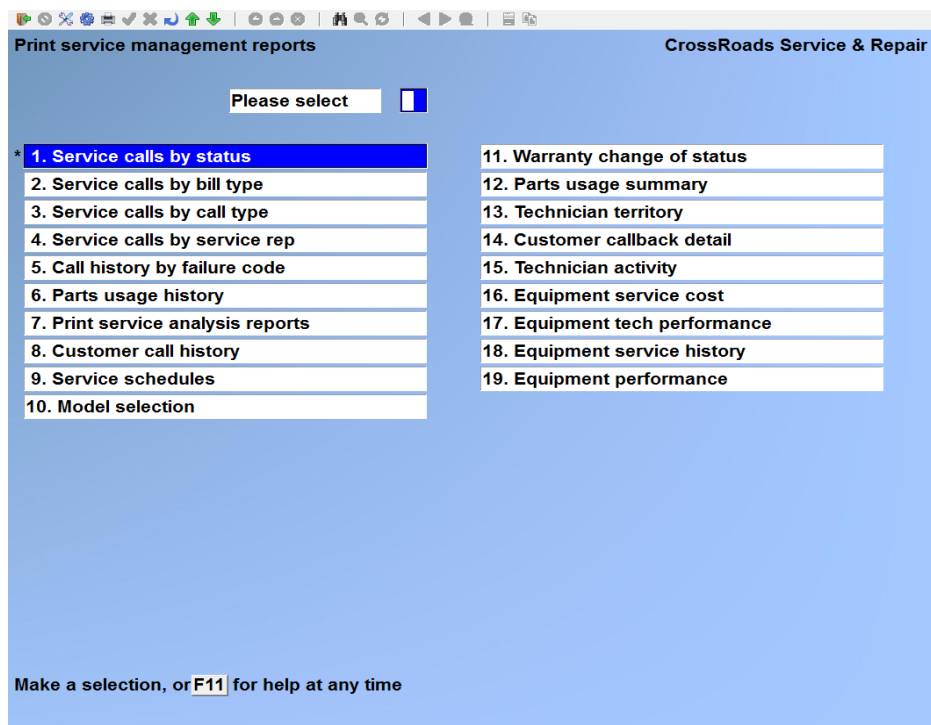 Print service management reports
CrossRoads Service & Repair
Please select
* 1. Service calls by status
2. Service calls by bill type
3. Service calls by call type
4. Service calls by service rep
5. Call history by failure code
6. Parts usage history
7. Print service analysis reports
8. Customer call history
9. Service schedules
10. Model selection
11. Warranty change of status
12. Parts usage summary
13. Technician territory
14. Customer callback detail
15. Technician activity
16. Equipment service cost
17. Equipment tech performance
18. Equipment service history
19. Equipment performance
Make a selection, or F11 for help at any time